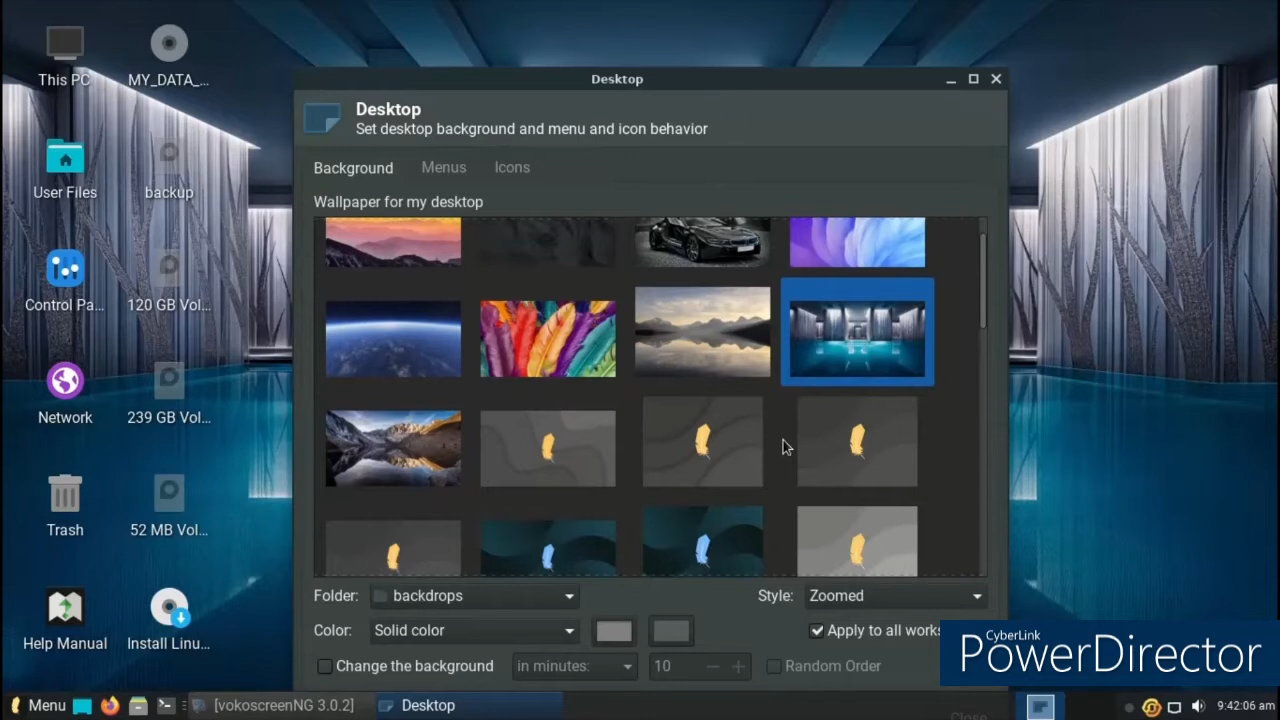 This PC
MY_DATA_...
User Files
backup
Control Pa...
120 GB Vol...
Network
239 GB Vol...
Trash
52 MB Vol...
Help Manual
Install Linu...
Desktop
Desktop
Set desktop background and menu and icon behavior
Background Menus Icons
Wallpaper for my desktop
Folder: backdrops Style: Zoomed
Color: Solid color Apply to all works
Change the background in minutes: 10 Random Order
Close
CyberLink
PowerDirector
Menu [vokoscreenNG 3.0.2] Desktop 9:42:06 am